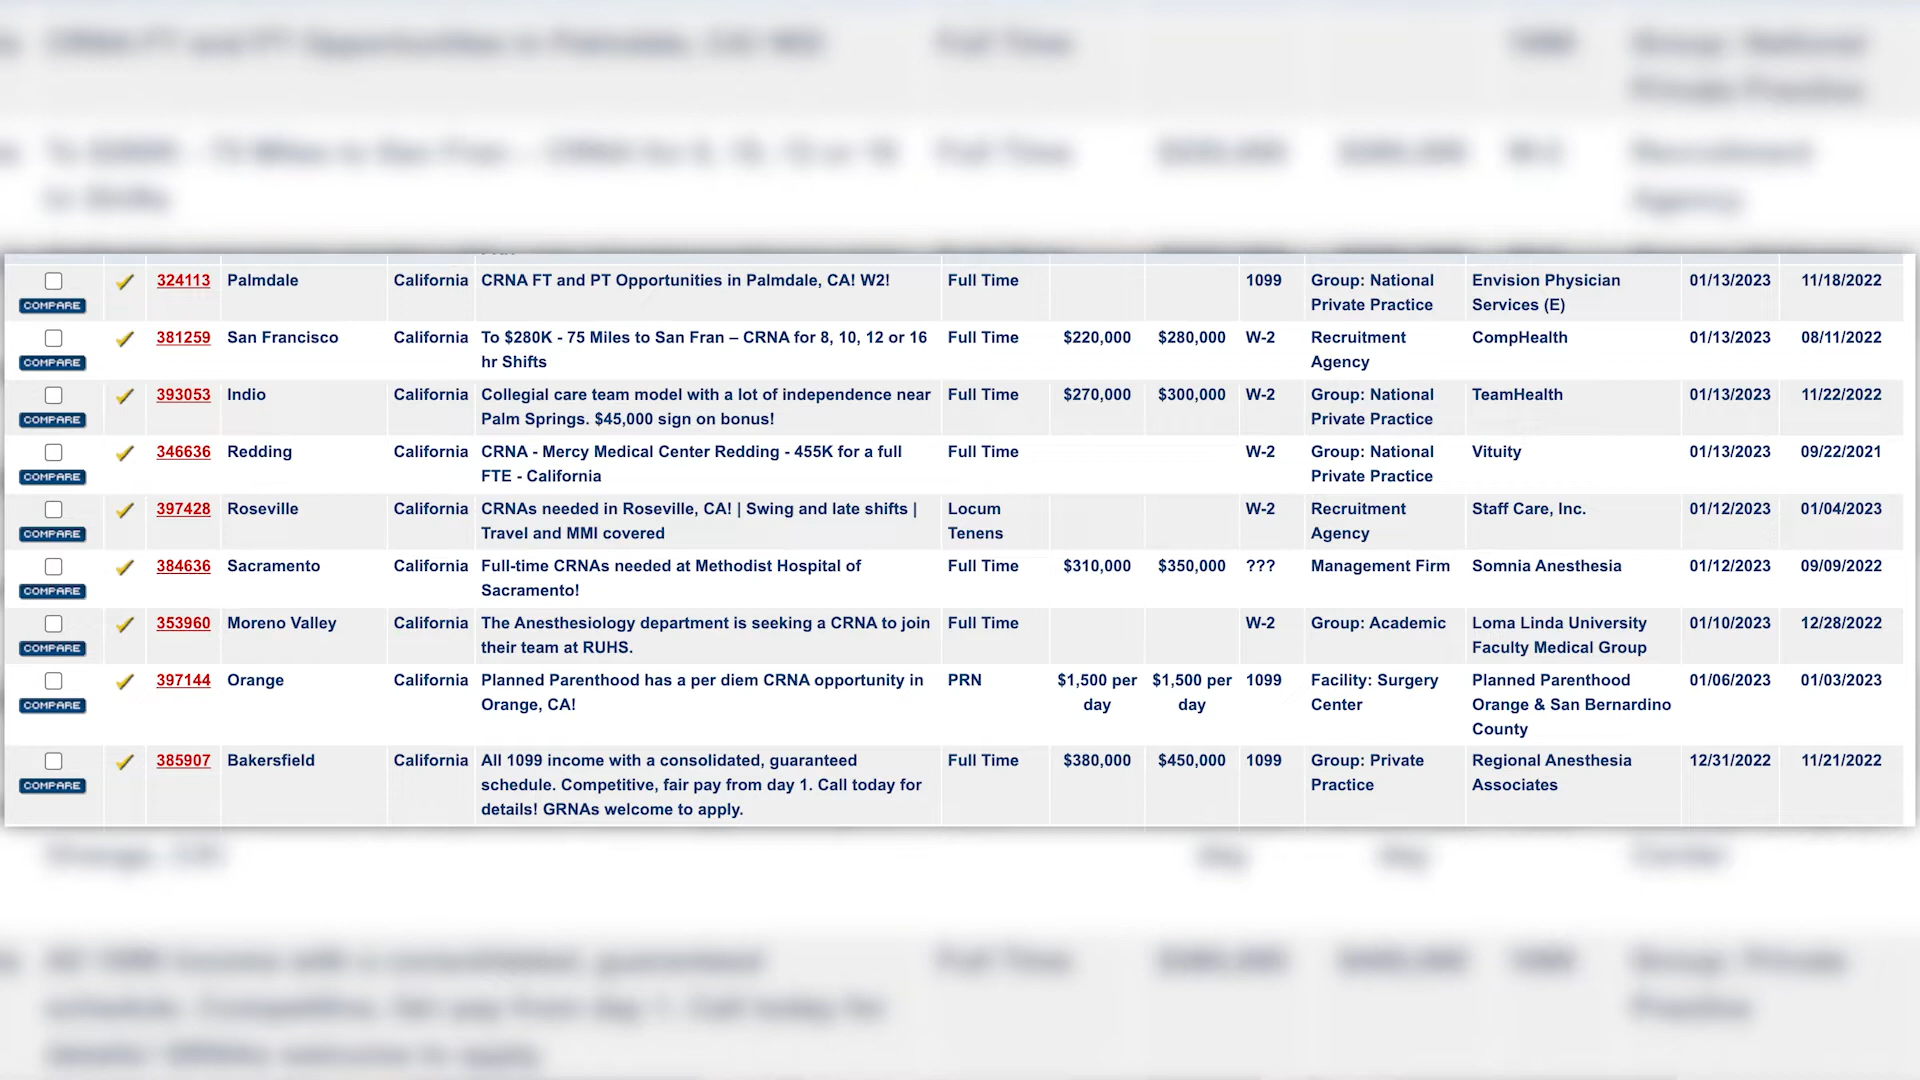 324113 Palmdale California CRNA FT and PT Opportunities in Palmdale, CA! W2! Full Time 1099 Group: National Envision Physician 01/13/2023 11/18/2022
COMPARE Private Practice Services (E)
381259 San Francisco California To $280K - 75 Miles to San Fran – CRNA for 8, 10, 12 or 16 Full Time $220,000 $280,000 W-2 Recruitment CompHealth 01/13/2023 08/11/2022
COMPARE hr Shifts Agency
393053 Indio California Collegial care team model with a lot of independence near Full Time $270,000 $300,000 W-2 Group: National TeamHealth 01/13/2023 11/22/2022
COMPARE Palm Springs. $45,000 sign on bonus! Private Practice
346636 Redding California CRNA - Mercy Medical Center Redding - 455K for a full Full Time W-2 Group: National Vituity 01/13/2023 09/22/2021
COMPARE FTE - California Private Practice
397428 Roseville California CRNAs needed in Roseville, CA! | Swing and late shifts | Locum W-2 Recruitment Staff Care, Inc. 01/12/2023 01/04/2023
COMPARE Travel and MMI covered Tenens Agency
384636 Sacramento California Full-time CRNAs needed at Methodist Hospital of Full Time $310,000 $350,000 ??? Management Firm Somnia Anesthesia 01/12/2023 09/09/2022
COMPARE Sacramento!
353960 Moreno Valley California The Anesthesiology department is seeking a CRNA to join Full Time W-2 Group: Academic Loma Linda University 01/10/2023 12/28/2022
COMPARE their team at RUHS. Faculty Medical Group
397144 Orange California Planned Parenthood has a per diem CRNA opportunity in PRN $1,500 per $1,500 per 1099 Facility: Surgery Planned Parenthood 01/06/2023 01/03/2023
COMPARE Orange, CA! day day Center Orange & San Bernardino
County
385907 Bakersfield California All 1099 income with a consolidated, guaranteed Full Time $380,000 $450,000 1099 Group: Private Regional Anesthesia 12/31/2022 11/21/2022
COMPARE schedule. Competitive, fair pay from day 1. Call today for Practice Associates
details! GRNAs welcome to apply.